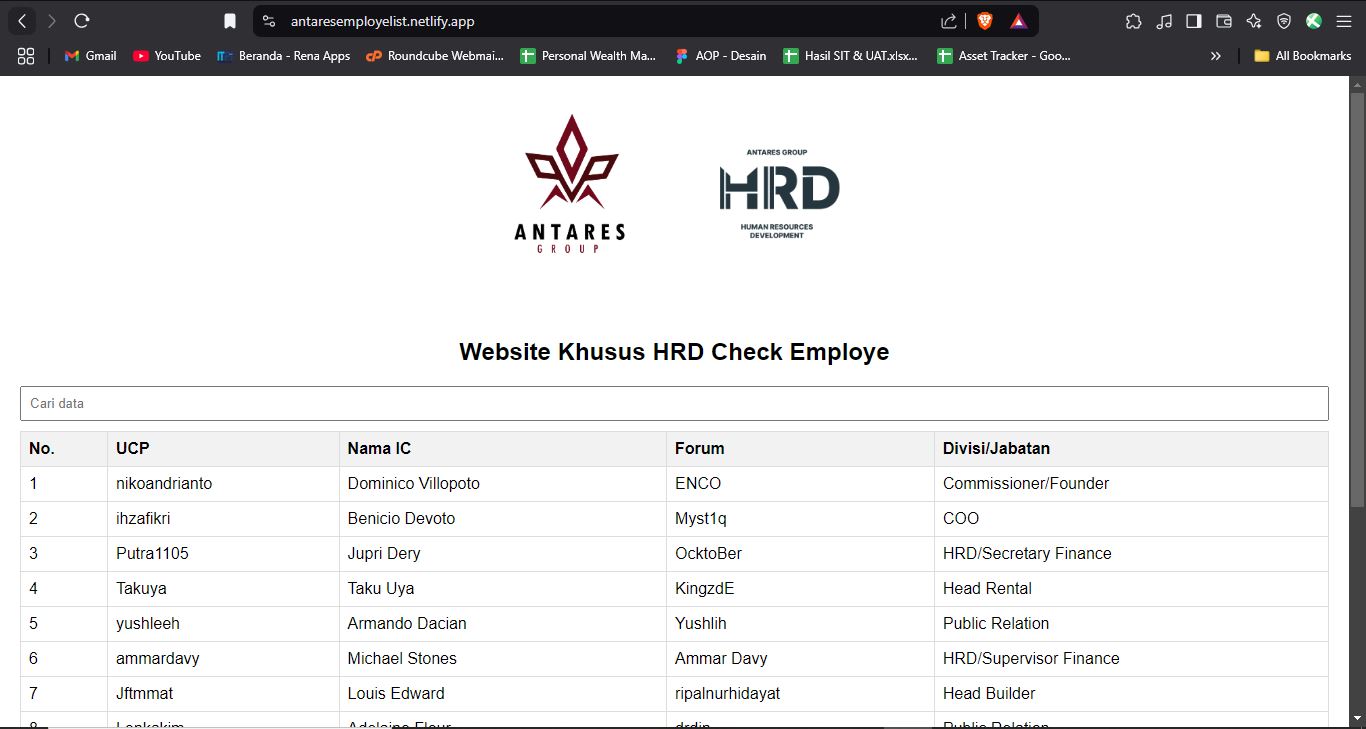 antaresemployelist.netlify.app
Gmail YouTube Beranda - Rena Apps Roundcube Webmai... Personal Wealth Ma... AOP - Desain Hasil SIT & UAT.xlsx... Asset Tracker - Goo... All Bookmarks
ANTARES
GROUP
ANTARES GROUP
HRD
HUMAN RESOURCES
DEVELOPMENT
Website Khusus HRD Check Employe
Cari data
No. UCP Nama IC Forum Divisi/Jabatan
1 nikoandrianto Dominico Villopoto ENCO Commissioner/Founder
2 ihzafikri Benicio Devoto Myst1q COO
3 Putra1105 Jupri Dery OcktoBer HRD/Secretary Finance
4 Takuya Taku Uya KingzdE Head Rental
5 yushleeh Armando Dacian Yushlih Public Relation
6 ammardavy Michael Stones Ammar Davy HRD/Supervisor Finance
7 Jftmmat Louis Edward ripalnurhidayat Head Builder
8 Public Relation